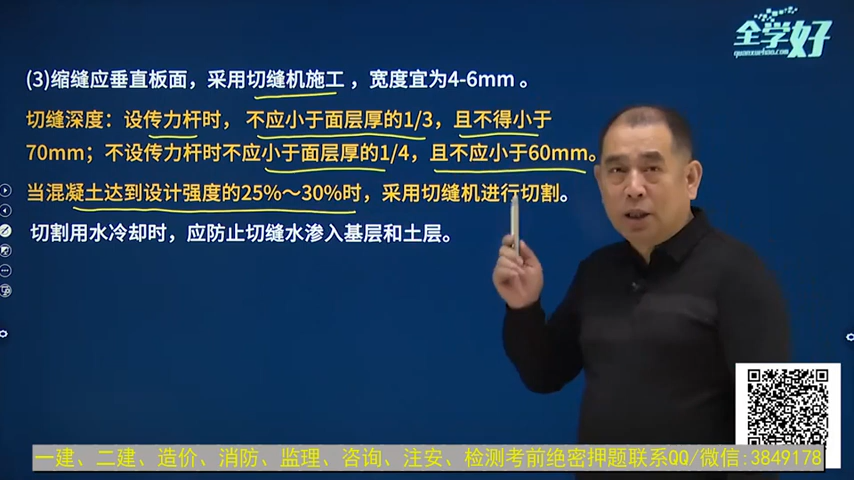 全学好
quanxuehao.com
(3)缩缝应垂直板面，采用切缝机施工 ，宽度宜为4-6mm 。
切缝深度：设传力杆时， 不应小于面层厚的1/3，且不得小于
70mm；不设传力杆时不应小于面层厚的1/4，且不应小于60mm。
当混凝土达到设计强度的25%～30%时，采用切缝机进行切割。
切割用水冷却时，应防止切缝水渗入基层和土层。
一建、二建、造价、消防、监理、咨询、注安、检测考前绝密押题联系QQ/微信:3849178